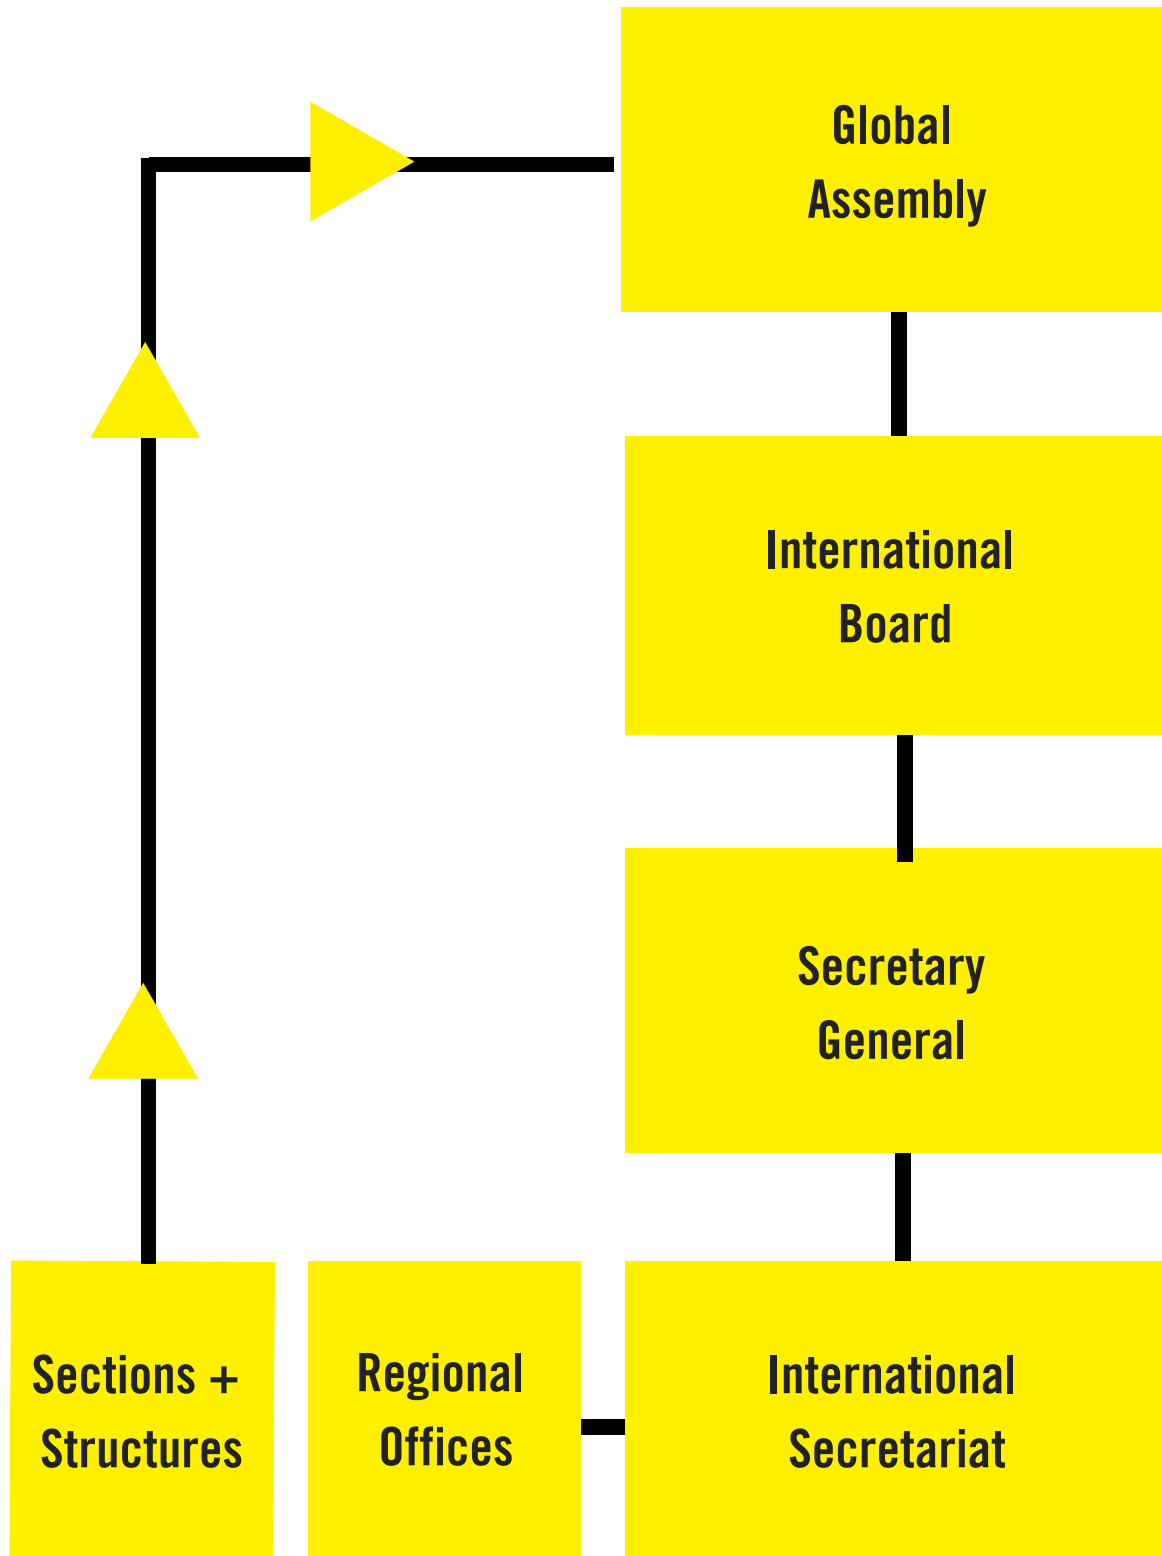 Global
Assembly
International
Board
Secretary
General
Sections +
Structures
Regional
Offices
International
Secretariat